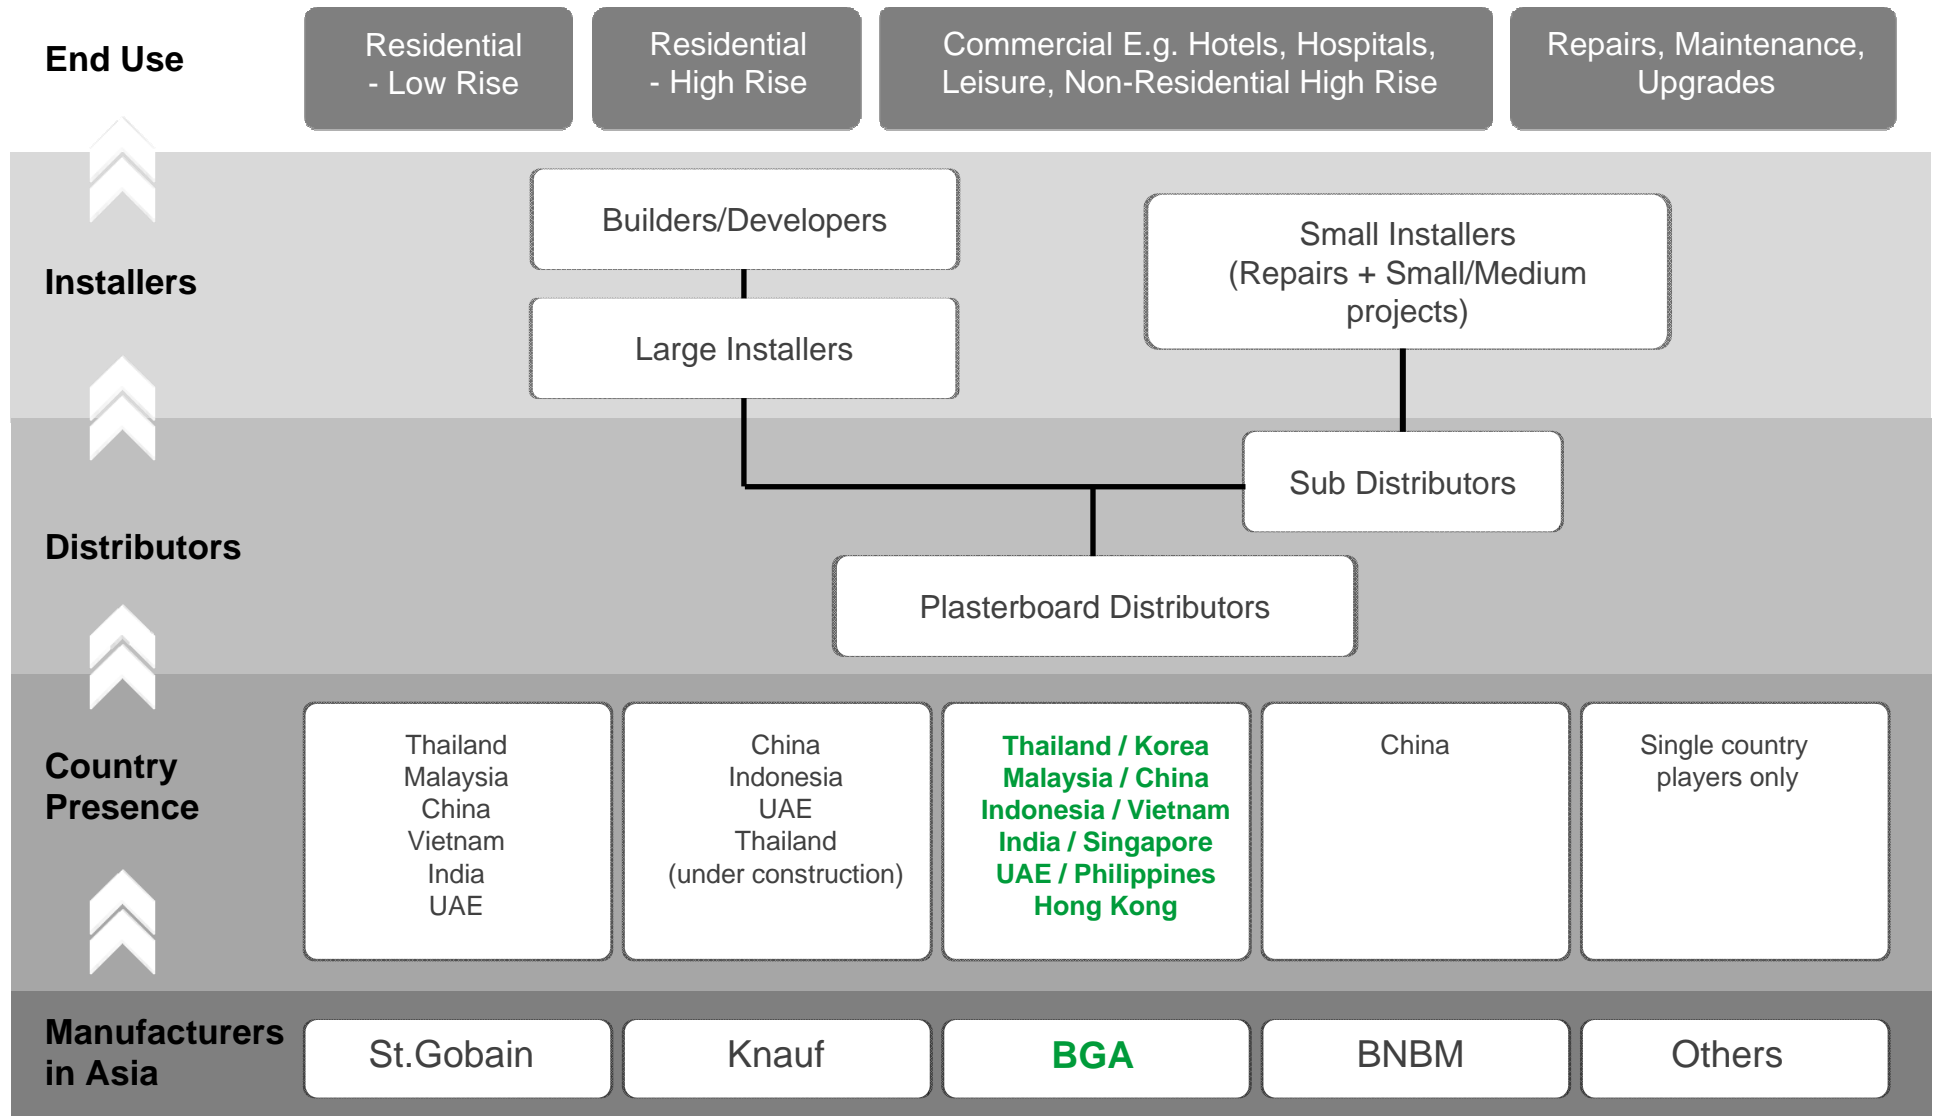 End Use
Residential
- Low Rise
Residential
- High Rise
Commercial E.g. Hotels, Hospitals,
Leisure, Non-Residential High Rise
Repairs, Maintenance,
Upgrades
Installers
Builders/Developers
Large Installers
Small Installers
(Repairs + Small/Medium
projects)
Distributors
Sub Distributors
Plasterboard Distributors
Country
Presence
Thailand
Malaysia
China
Vietnam
India
UAE
China
Indonesia
UAE
Thailand
(under construction)
Thailand / Korea
Malaysia / China
Indonesia / Vietnam
India / Singapore
UAE / Philippines
Hong Kong
China
Single country
players only
Manufacturers
in Asia
St.Gobain
Knauf
BGA
BNBM
Others